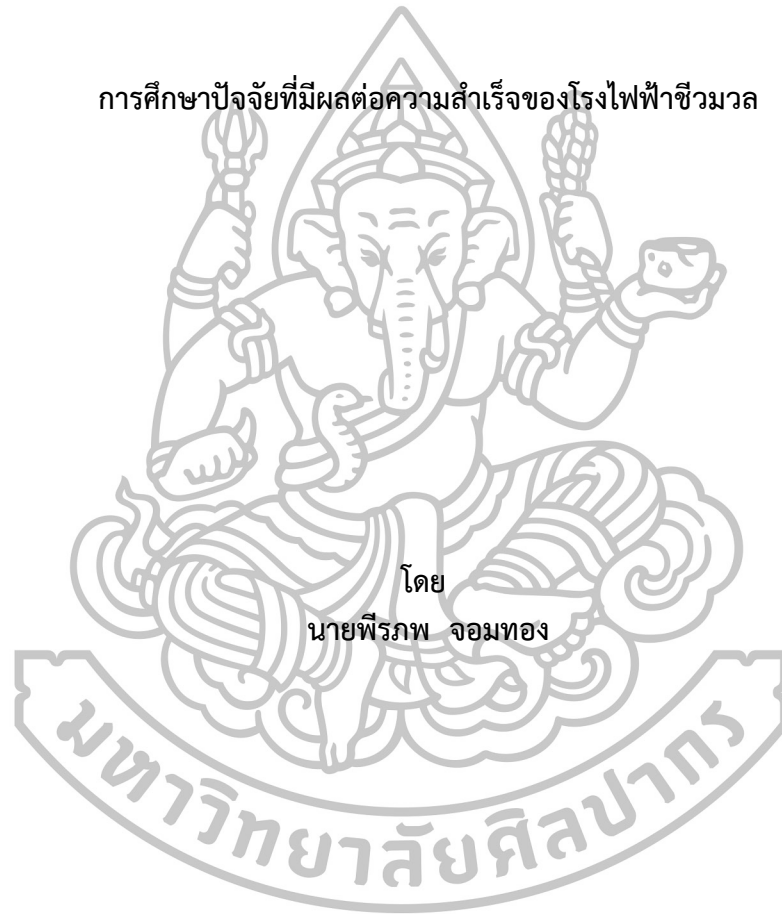 การศึกษาปัจจัยที่มีผลต่อความสำเร็จของโรงไฟฟ้าชีวมวล
โดย
นายพีรภพ จอมทอง
มหาวิทยาลัยศิลปากร